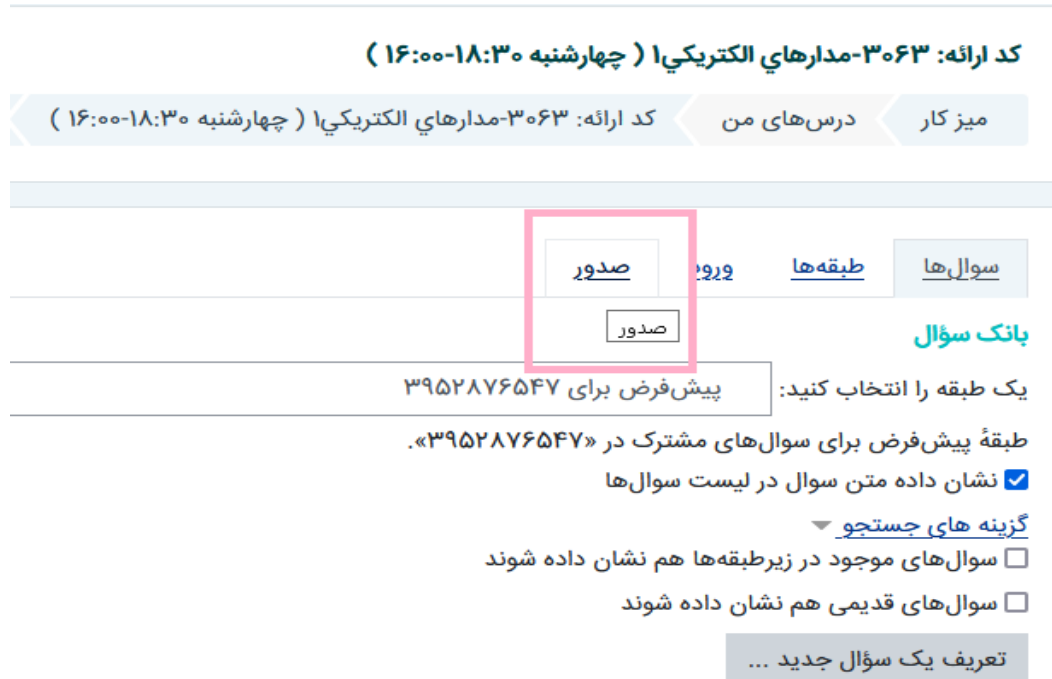 کد ارائه: ۳۰۶۳-مدارهاي الکتريکي۱ ( چهارشنبه ۱۸:۳۰-۱۶:۰۰ )
میز کار درس‌های من کد ارائه: ۳۰۶۳-مدارهاي الکتريکي۱ ( چهارشنبه ۱۸:۳۰-۱۶:۰۰ )
سوال‌ها طبقه‌ها ورود صدور
صدور
بانک سؤال
یک طبقه را انتخاب کنید: پیش‌فرض برای ۳۹۵۲۸۷۶۵۴۷
طبقهٔ پیش‌فرض برای سوال‌های مشترک در «۳۹۵۲۸۷۶۵۴۷».
نشان داده متن سوال در لیست سوال‌ها
گزینه های جستجو
سوال‌های موجود در زیرطبقه‌ها هم نشان داده شوند
سوال‌های قدیمی هم نشان داده شوند
تعریف یک سؤال جدید ...